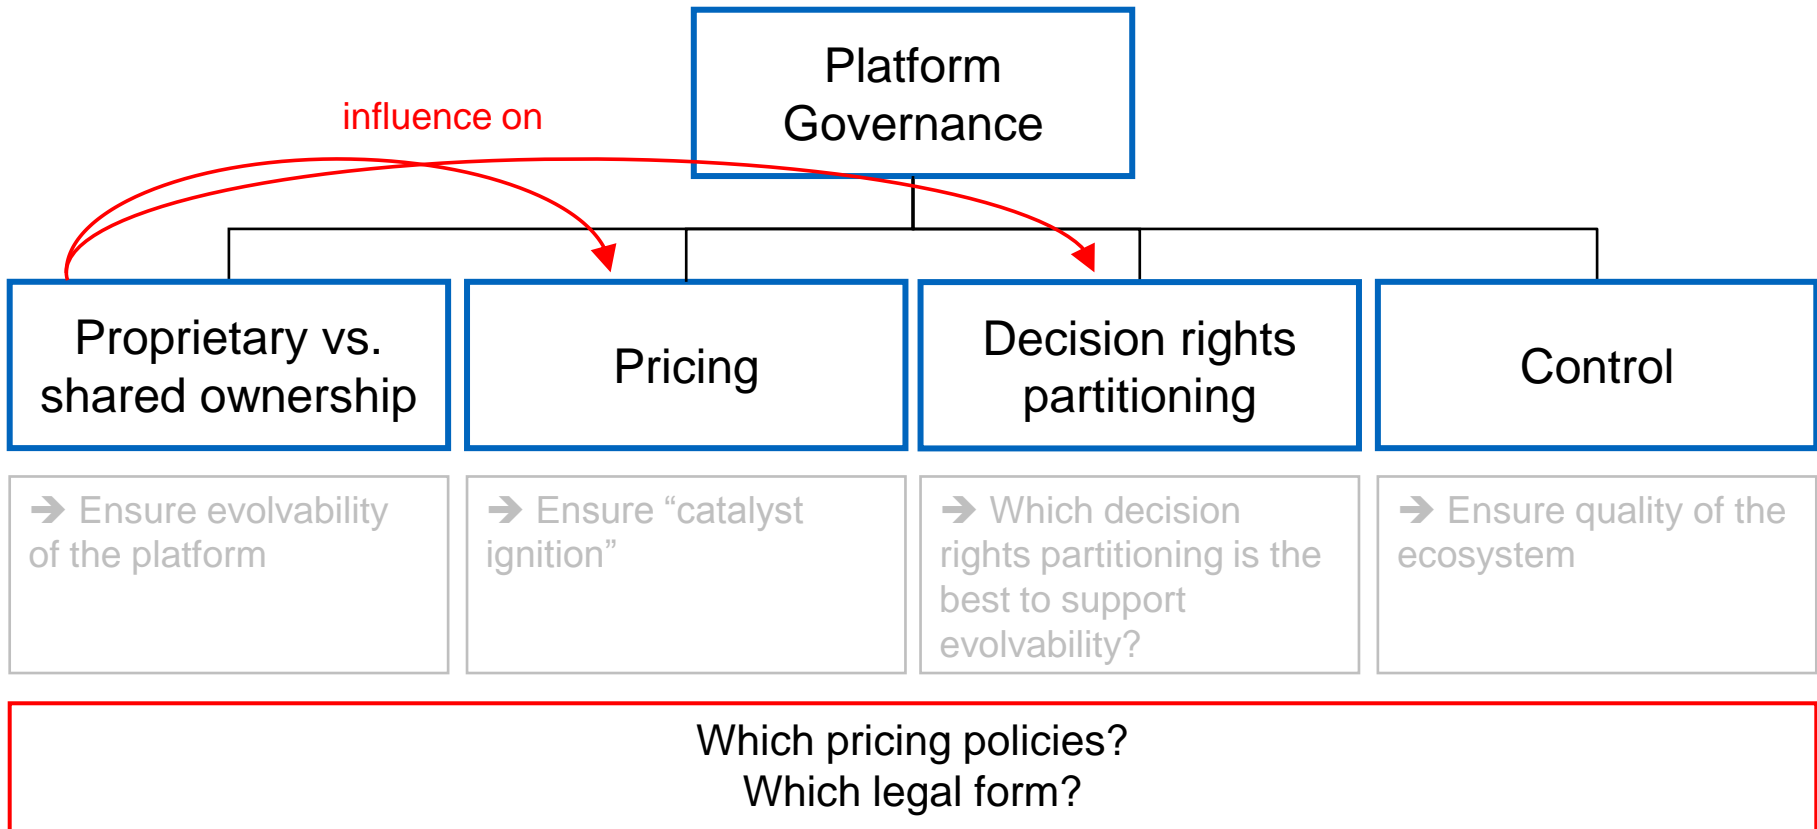 Platform
Governance
influence on
Proprietary vs.
shared ownership
Pricing
Decision rights
partitioning
Control
➔ Ensure evolvability
of the platform
➔ Ensure “catalyst
ignition”
➔ Which decision
rights partitioning is the
best to support
evolvability?
➔ Ensure quality of the
ecosystem
Which pricing policies?
Which legal form?